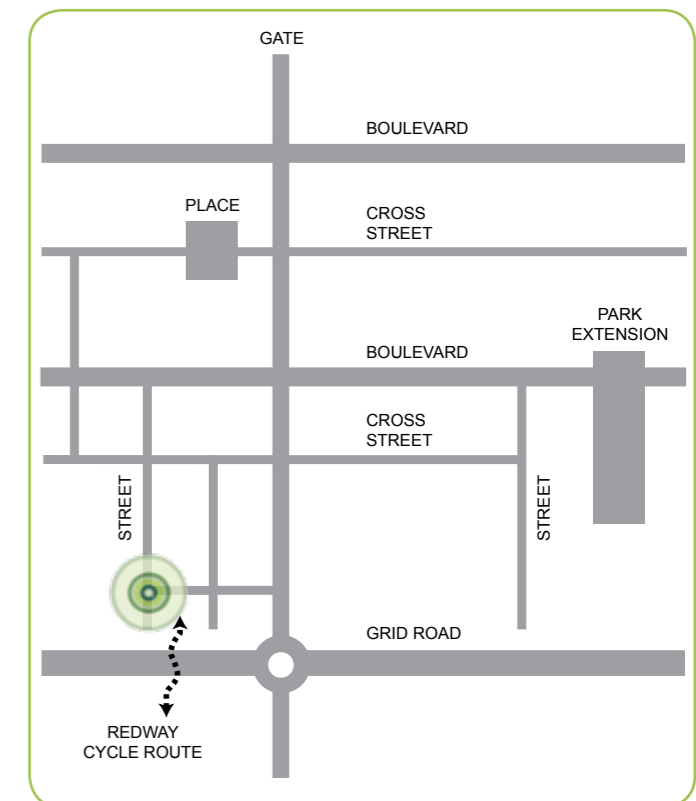 GATE
BOULEVARD
PLACE
CROSS
STREET
PARK
EXTENSION
BOULEVARD
CROSS
STREET
STREET
STREET
GRID ROAD
REDWAY
CYCLE ROUTE